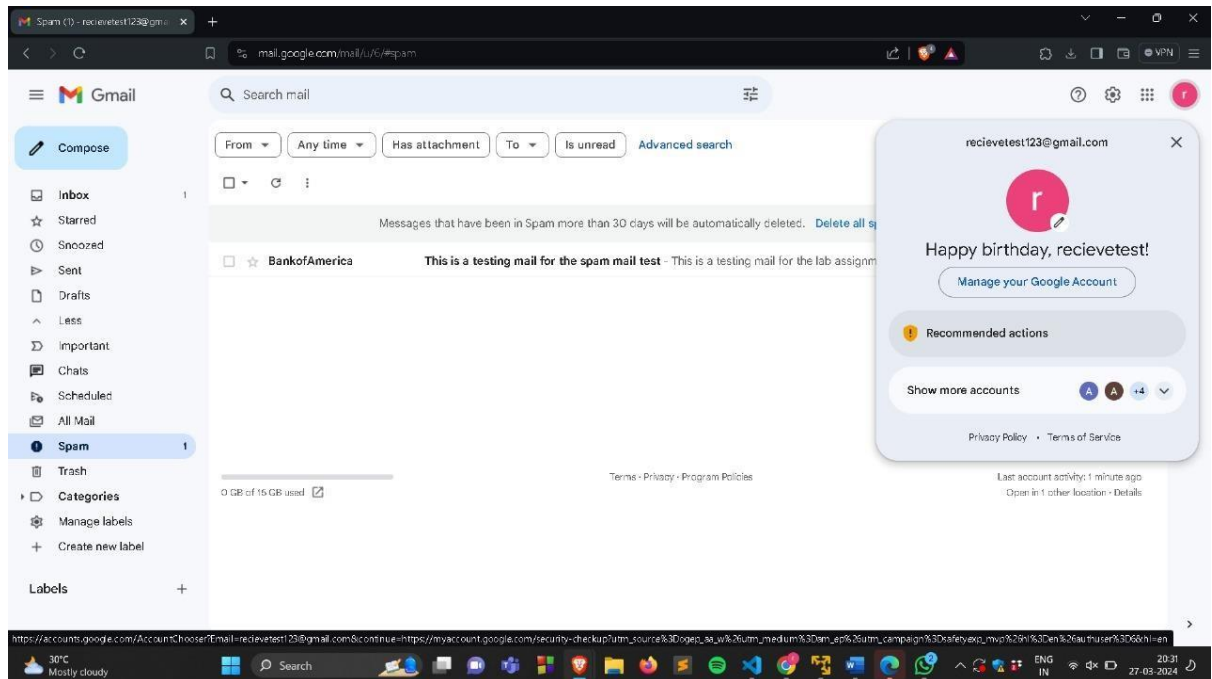 Spam (1) - recievetest123@gma
mail.google.com/mail/u/6/#spam
VPN
Gmail
Search mail
Compose
Inbox 1
Starred
Snoozed
Sent
Drafts
Less
Important
Chats
Scheduled
All Mail
Spam 1
Trash
Categories
Manage labels
Create new label
Labels
From
Any time
Has attachment
To
Is unread
Advanced search
Messages that have been in Spam more than 30 days will be automatically deleted. Delete all sp
BankofAmerica This is a testing mail for the spam mail test - This is a testing mail for the lab assignm
0 GB of 15 GB used
Terms · Privacy · Program Policies
Last account activity: 1 minute ago
Open in 1 other location · Details
r
recievetest123@gmail.com
r
Happy birthday, recievetest!
Manage your Google Account
Recommended actions
Show more accounts A A +4
Privacy Policy • Terms of Service
https://accounts.google.com/AccountChooser?Email=recievetest123@gmail.com&continue=https://myaccount.google.com/security-checkup?utm_source%3Dogep_aa_w%26utm_medium%3Dam_ep%26utm_campaign%3Dsafetyexp_mvp%26hl%3Den%26authuser%3D6&hl=en
30°C
Mostly cloudy
Search
ENG
IN
20:31
27-03-2024